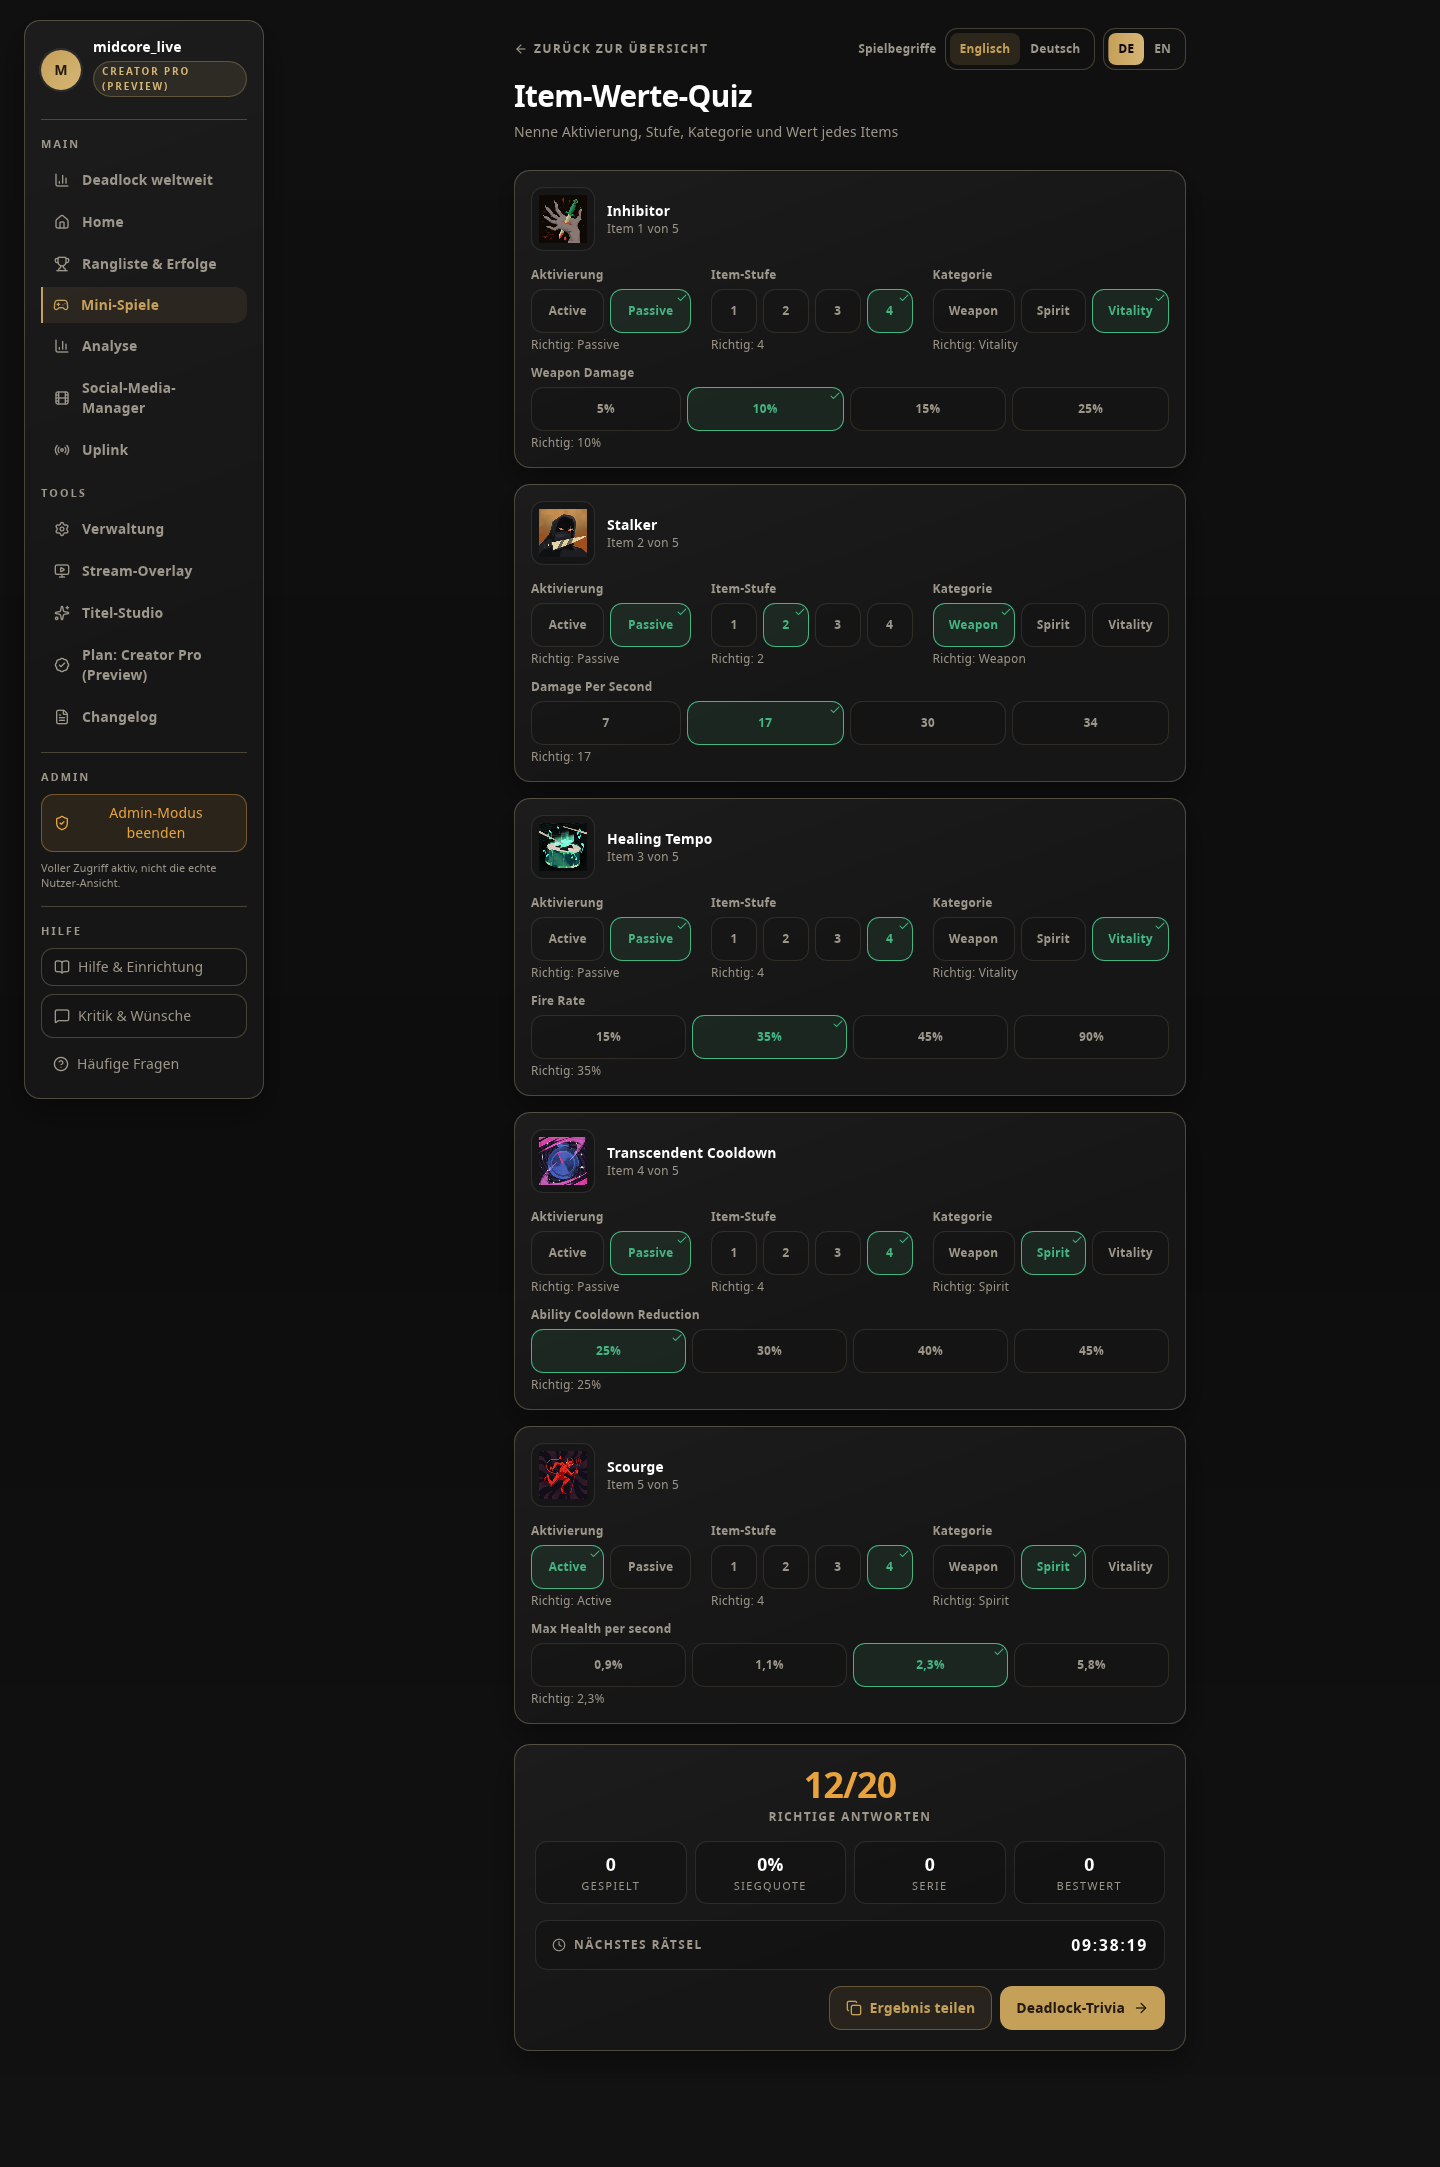 M
midcore_live
CREATOR PRO
(PREVIEW)
MAIN
Deadlock weltweit
Home
Rangliste & Erfolge
Mini-Spiele
Analyse
Social-Media-
Manager
Uplink
TOOLS
Verwaltung
Stream-Overlay
Titel-Studio
Plan: Creator Pro
(Preview)
Changelog
ADMIN
Admin-Modus
beenden
Voller Zugriff aktiv, nicht die echte
Nutzer-Ansicht.
HILFE
Hilfe & Einrichtung
Kritik & Wünsche
Häufige Fragen
ZURÜCK ZUR ÜBERSICHT
Spielbegriffe Englisch Deutsch DE EN
Item-Werte-Quiz
Nenne Aktivierung, Stufe, Kategorie und Wert jedes Items
Inhibitor
Item 1 von 5
Aktivierung Item-Stufe Kategorie
Active Passive 1 2 3 4 Weapon Spirit Vitality
Richtig: Passive Richtig: 4 Richtig: Vitality
Weapon Damage
5% 10% 15% 25%
Richtig: 10%
Stalker
Item 2 von 5
Aktivierung Item-Stufe Kategorie
Active Passive 1 2 3 4 Weapon Spirit Vitality
Richtig: Passive Richtig: 2 Richtig: Weapon
Damage Per Second
7 17 30 34
Richtig: 17
Healing Tempo
Item 3 von 5
Aktivierung Item-Stufe Kategorie
Active Passive 1 2 3 4 Weapon Spirit Vitality
Richtig: Passive Richtig: 4 Richtig: Vitality
Fire Rate
15% 35% 45% 90%
Richtig: 35%
Transcendent Cooldown
Item 4 von 5
Aktivierung Item-Stufe Kategorie
Active Passive 1 2 3 4 Weapon Spirit Vitality
Richtig: Passive Richtig: 4 Richtig: Spirit
Ability Cooldown Reduction
25% 30% 40% 45%
Richtig: 25%
Scourge
Item 5 von 5
Aktivierung Item-Stufe Kategorie
Active Passive 1 2 3 4 Weapon Spirit Vitality
Richtig: Active Richtig: 4 Richtig: Spirit
Max Health per second
0,9% 1,1% 2,3% 5,8%
Richtig: 2,3%
12/20
RICHTIGE ANTWORTEN
0 0% 0 0
GESPIELT SIEGQUOTE SERIE BESTWERT
NÄCHSTES RÄTSEL 09:38:19
Ergebnis teilen Deadlock-Trivia